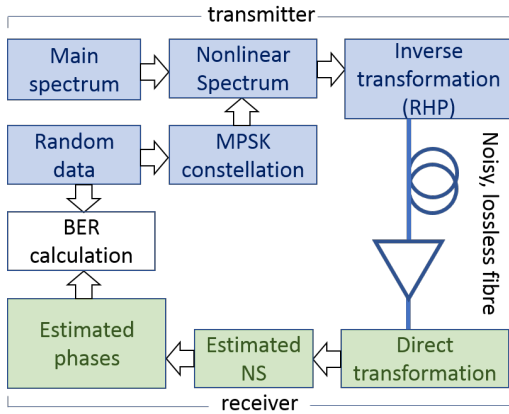 transmitter
Main
spectrum
Nonlinear
Spectrum
Inverse
transformation
(RHP)
Random
data
MPSK
constellation
Noisy, lossless fibre
BER
calculation
Estimated
phases
Estimated
NS
Direct
transformation
receiver